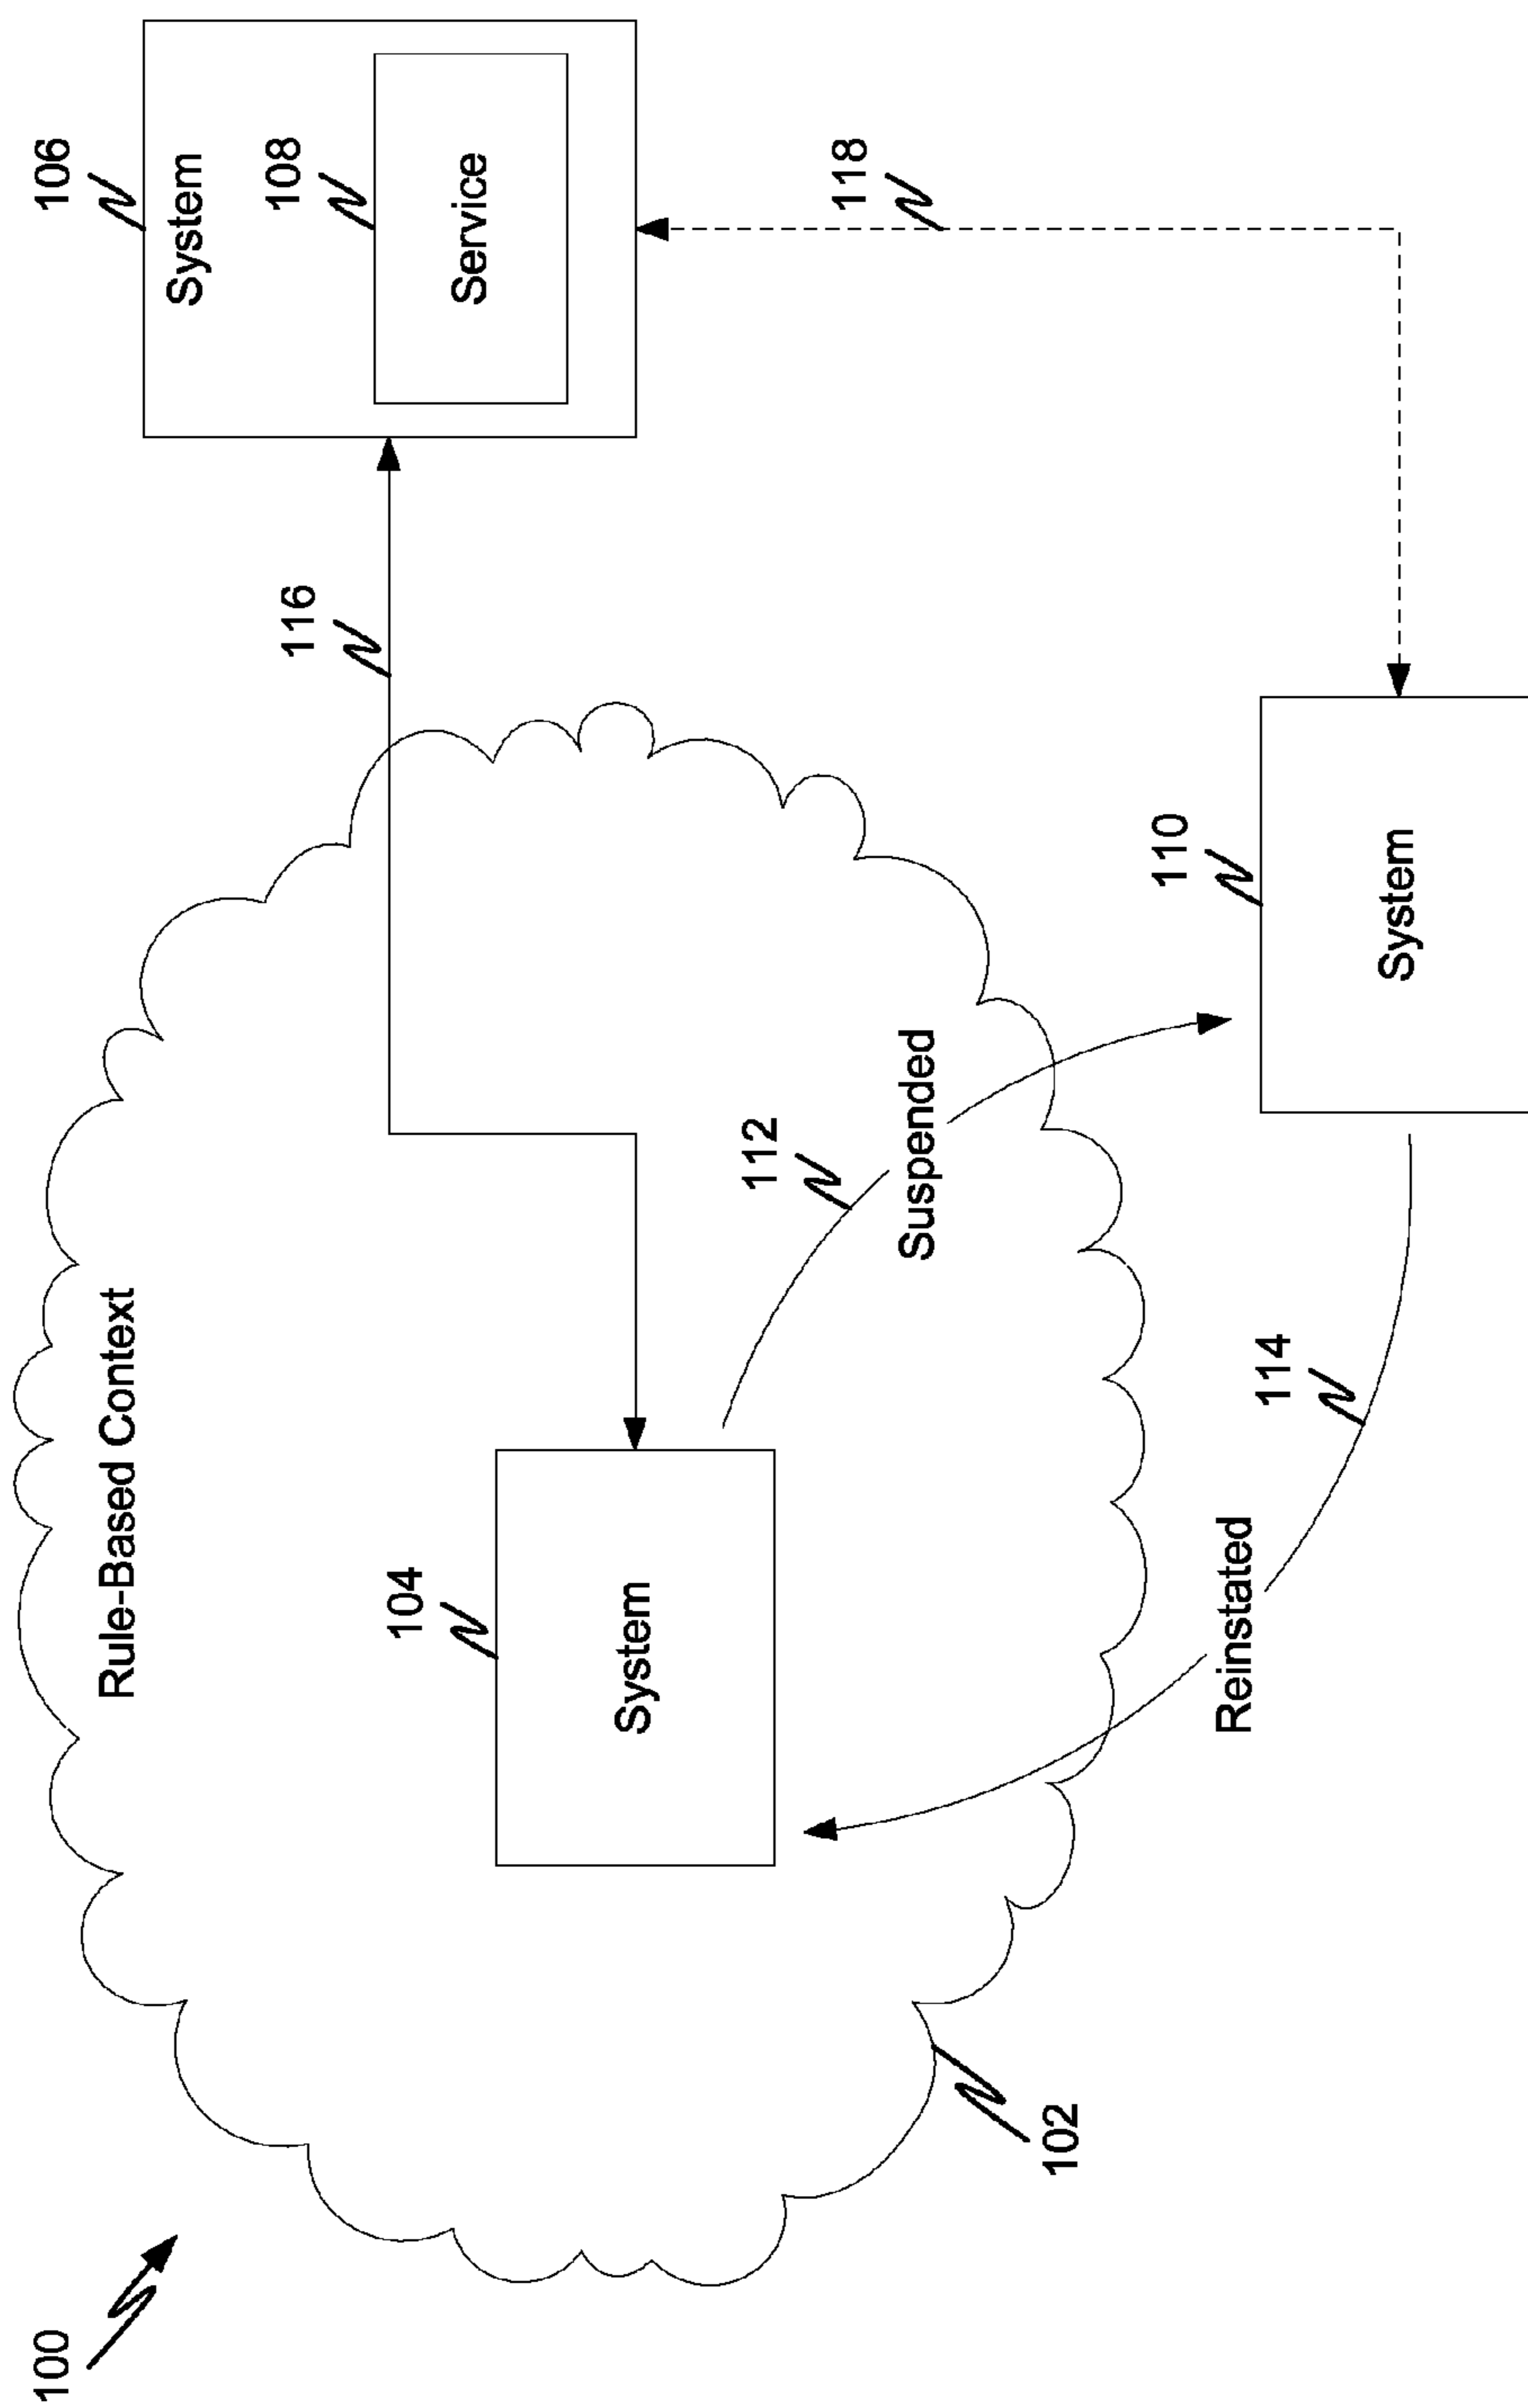 100
Rule-Based Context
106
System
108
Service
116
104
System
112
Suspended
118
102
110
System
114
Reinstated